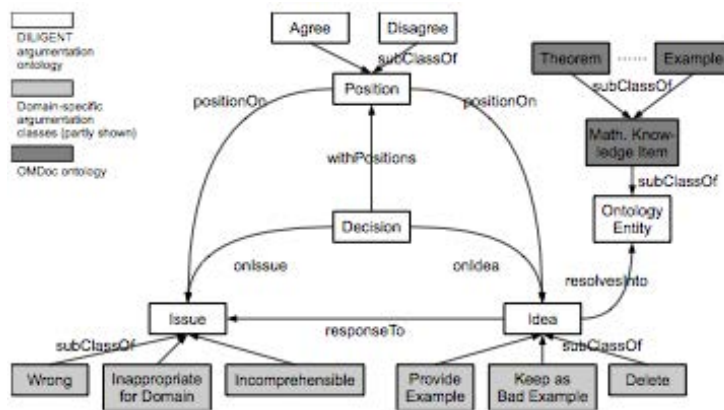 DILIGENT
argumentation
ontology
Domain-specific
argumentation
classes (partly shown)
OMDoc ontology
Agree
Disagree
subClassOf
Position
positionOn
positionOn
withPositions
Decision
onIssue
onIdea
Theorem
......
Example
subClassOf
Math. Know-
ledge Item
subClassOf
Ontology
Entity
resolvesInto
Issue
responseTo
Idea
subClassOf
subClassOf
Wrong
Inappropriate
for Domain
Incomprehensible
Provide
Example
Keep as
Bad Example
Delete